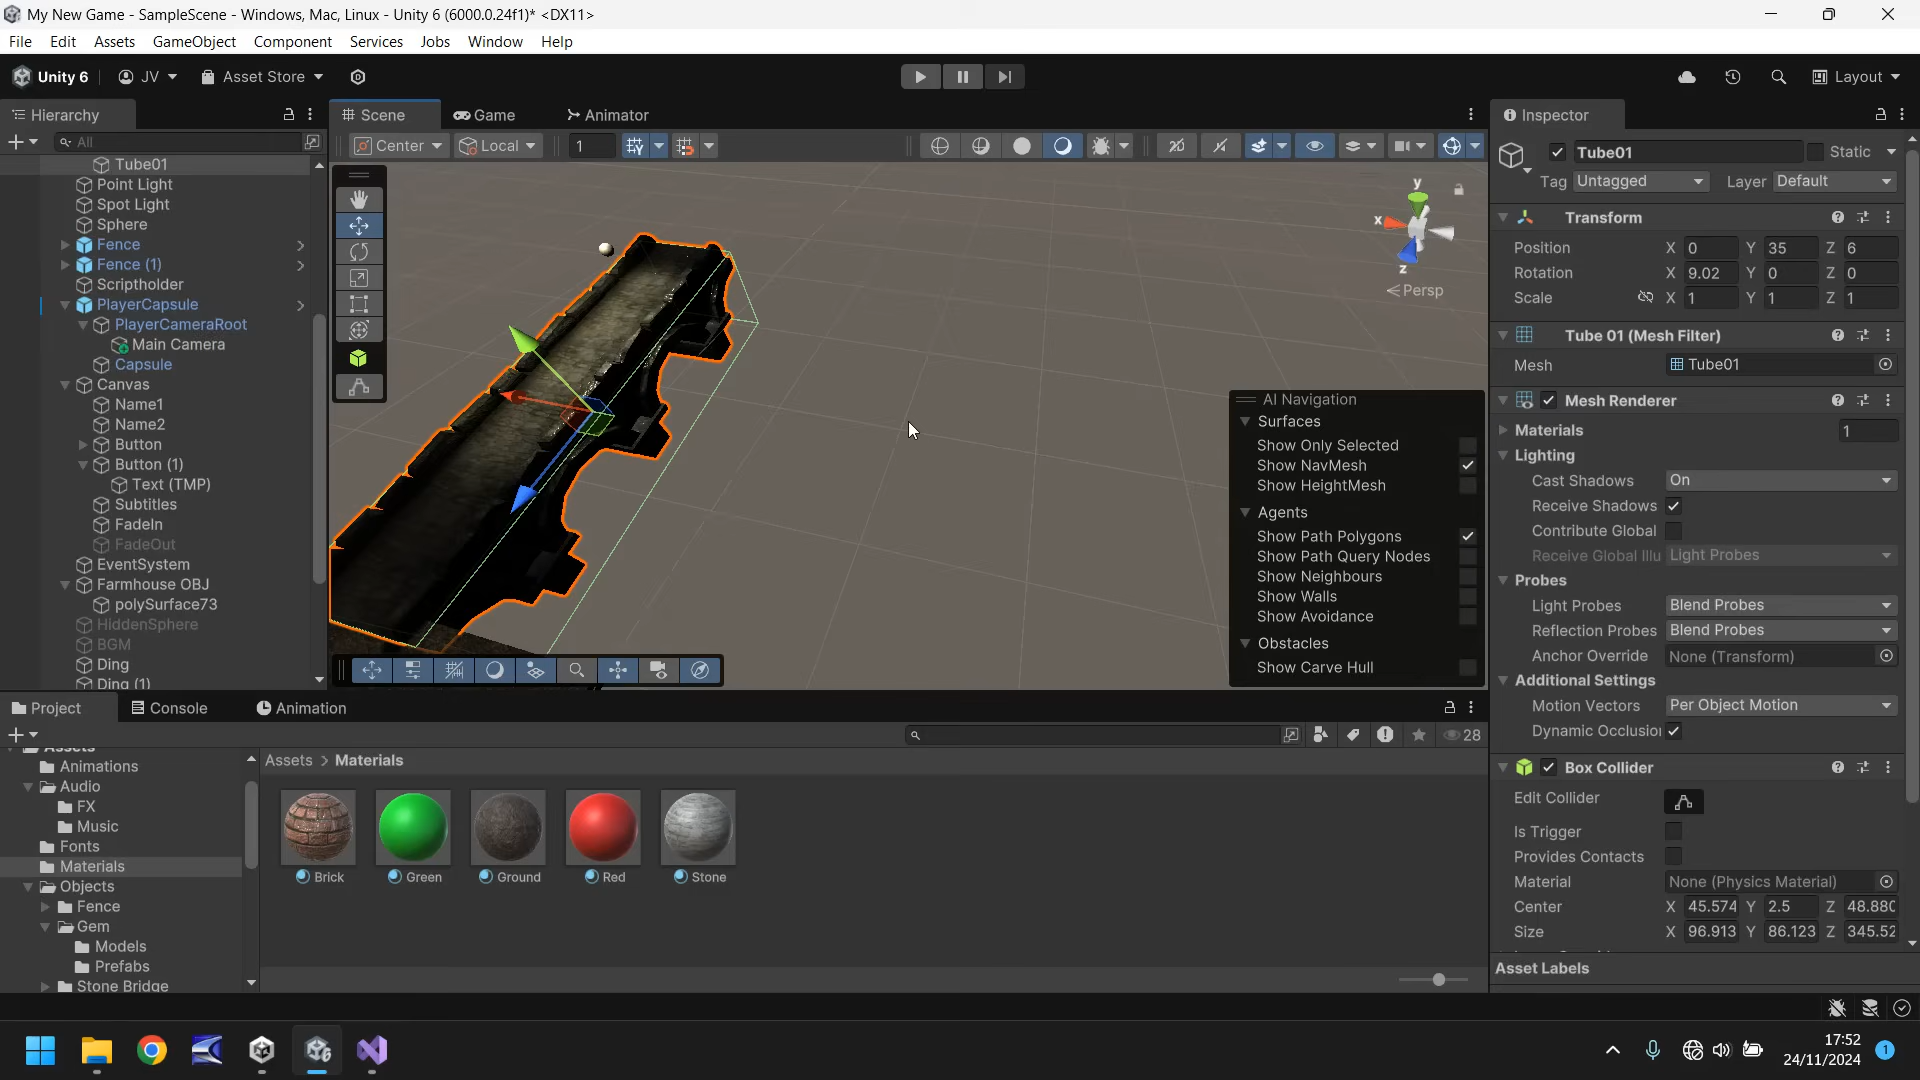 My New Game - SampleScene - Windows, Mac, Linux - Unity 6 (6000.0.24f1)* <DX11>
File Edit Assets GameObject Component Services Jobs Window Help
Unity 6 JV Asset Store Layout
Hierarchy
All
Tube01
Point Light
Spot Light
Sphere
Fence
Fence (1)
Scriptholder
PlayerCapsule
PlayerCameraRoot
Main Camera
Capsule
Canvas
Name1
Name2
Button
Button (1)
Text (TMP)
Subtitles
FadeIn
FadeOut
EventSystem
Farmhouse OBJ
polySurface73
HiddenSphere
BGM
Ding
Ding (1)
Scene Game Animator
Center Local 1 2D
y
x
z
Persp
AI Navigation
Surfaces
Show Only Selected
Show NavMesh
Show HeightMesh
Agents
Show Path Polygons
Show Path Query Nodes
Show Neighbours
Show Walls
Show Avoidance
Obstacles
Show Carve Hull
Inspector
Tube01 Static
Tag Untagged Layer Default
Transform
Position X 0 Y 35 Z 6
Rotation X 9.02 Y 0 Z 0
Scale X 1 Y 1 Z 1
Tube 01 (Mesh Filter)
Mesh Tube01
Mesh Renderer
Materials 1
Lighting
Cast Shadows On
Receive Shadows
Contribute Global
Receive Global Illu Light Probes
Probes
Light Probes Blend Probes
Reflection Probes Blend Probes
Anchor Override None (Transform)
Additional Settings
Motion Vectors Per Object Motion
Dynamic Occlusion
Box Collider
Edit Collider
Is Trigger
Provides Contacts
Material None (Physics Material)
Center X 45.574 Y 2.5 Z 48.880
Size X 96.913 Y 86.123 Z 345.52
Asset Labels
Project Console Animation
28
Assets
Animations
Audio
FX
Music
Fonts
Materials
Objects
Fence
Gem
Models
Prefabs
Stone Bridge
Assets > Materials
Brick Green Ground Red Stone
17:52
24/11/2024
1